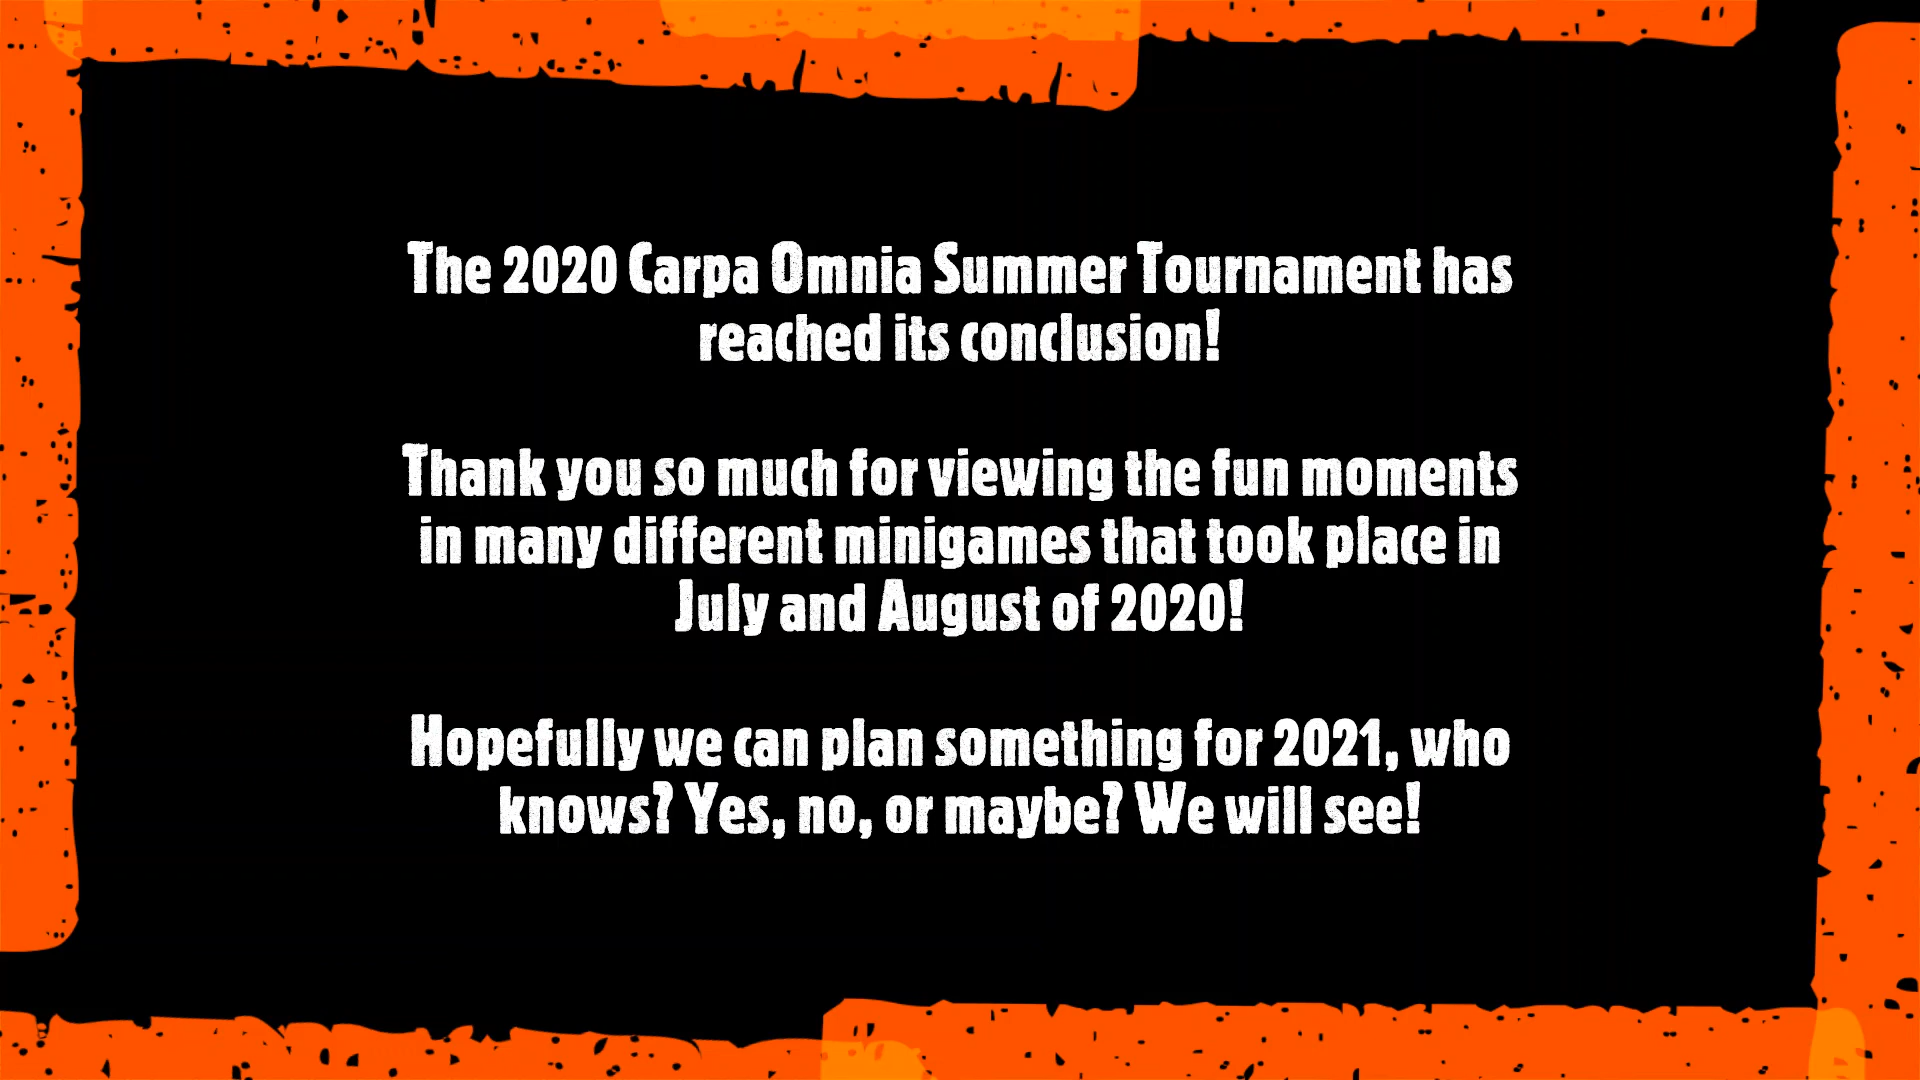 The 2020 Carpa Omnia Summer Tournament has
reached its conclusion!
Thank you so much for viewing the fun moments
in many different minigames that took place in
July and August of 2020!
Hopefully we can plan something for 2021, who
knows? Yes, no, or maybe? We will see!